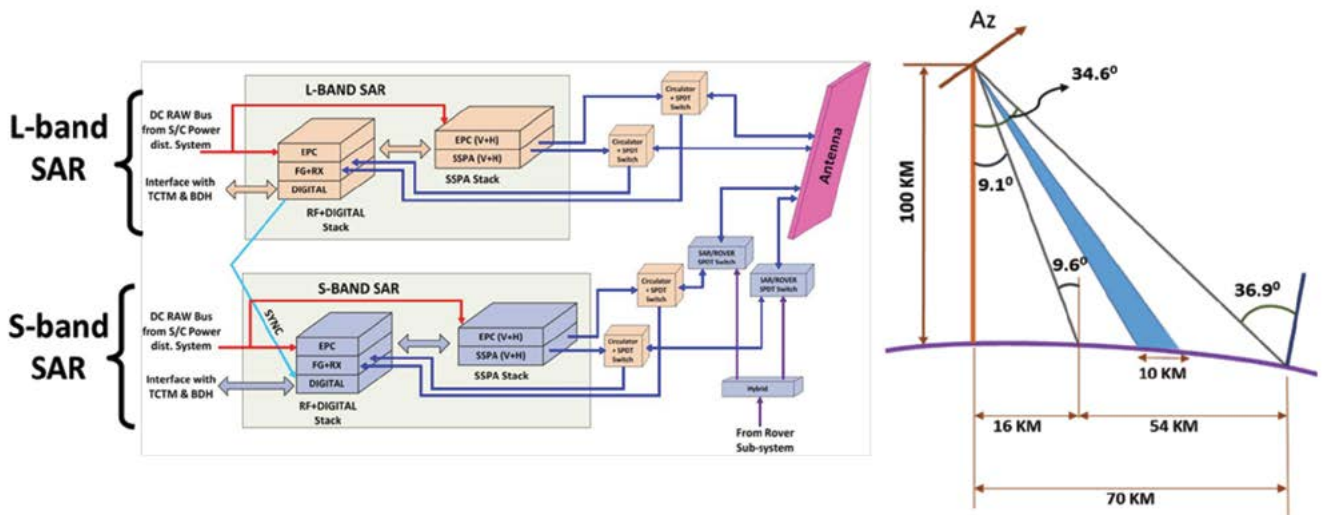 L-band
SAR
DC RAW Bus
from S/C Power
dist. System
Interface with
TCTM & BDH
L-BAND SAR
EPC
FG+RX
DIGITAL
RF+DIGITAL
Stack
EPC (V+H)
SSPA (V+H)
SSPA Stack
Circulator
+ SPDT
Switch
Circulator
+ SPDT
Switch
Antenna
SYNC
S-band
SAR
DC RAW Bus
from S/C Power
dist. System
Interface with
TCTM & BDH
S-BAND SAR
EPC
FG+RX
DIGITAL
RF+DIGITAL
Stack
EPC (V+H)
SSPA (V+H)
SSPA Stack
Circulator
+ SPDT
Switch
Circulator
+ SPDT
Switch
SAR/ROVER
SPDT Switch
SAR/ROVER
SPDT Switch
Hybrid
From Rover
Sub-system
Az
34.6⁰
100 KM
9.1⁰
9.6⁰
36.9⁰
10 KM
16 KM
54 KM
70 KM